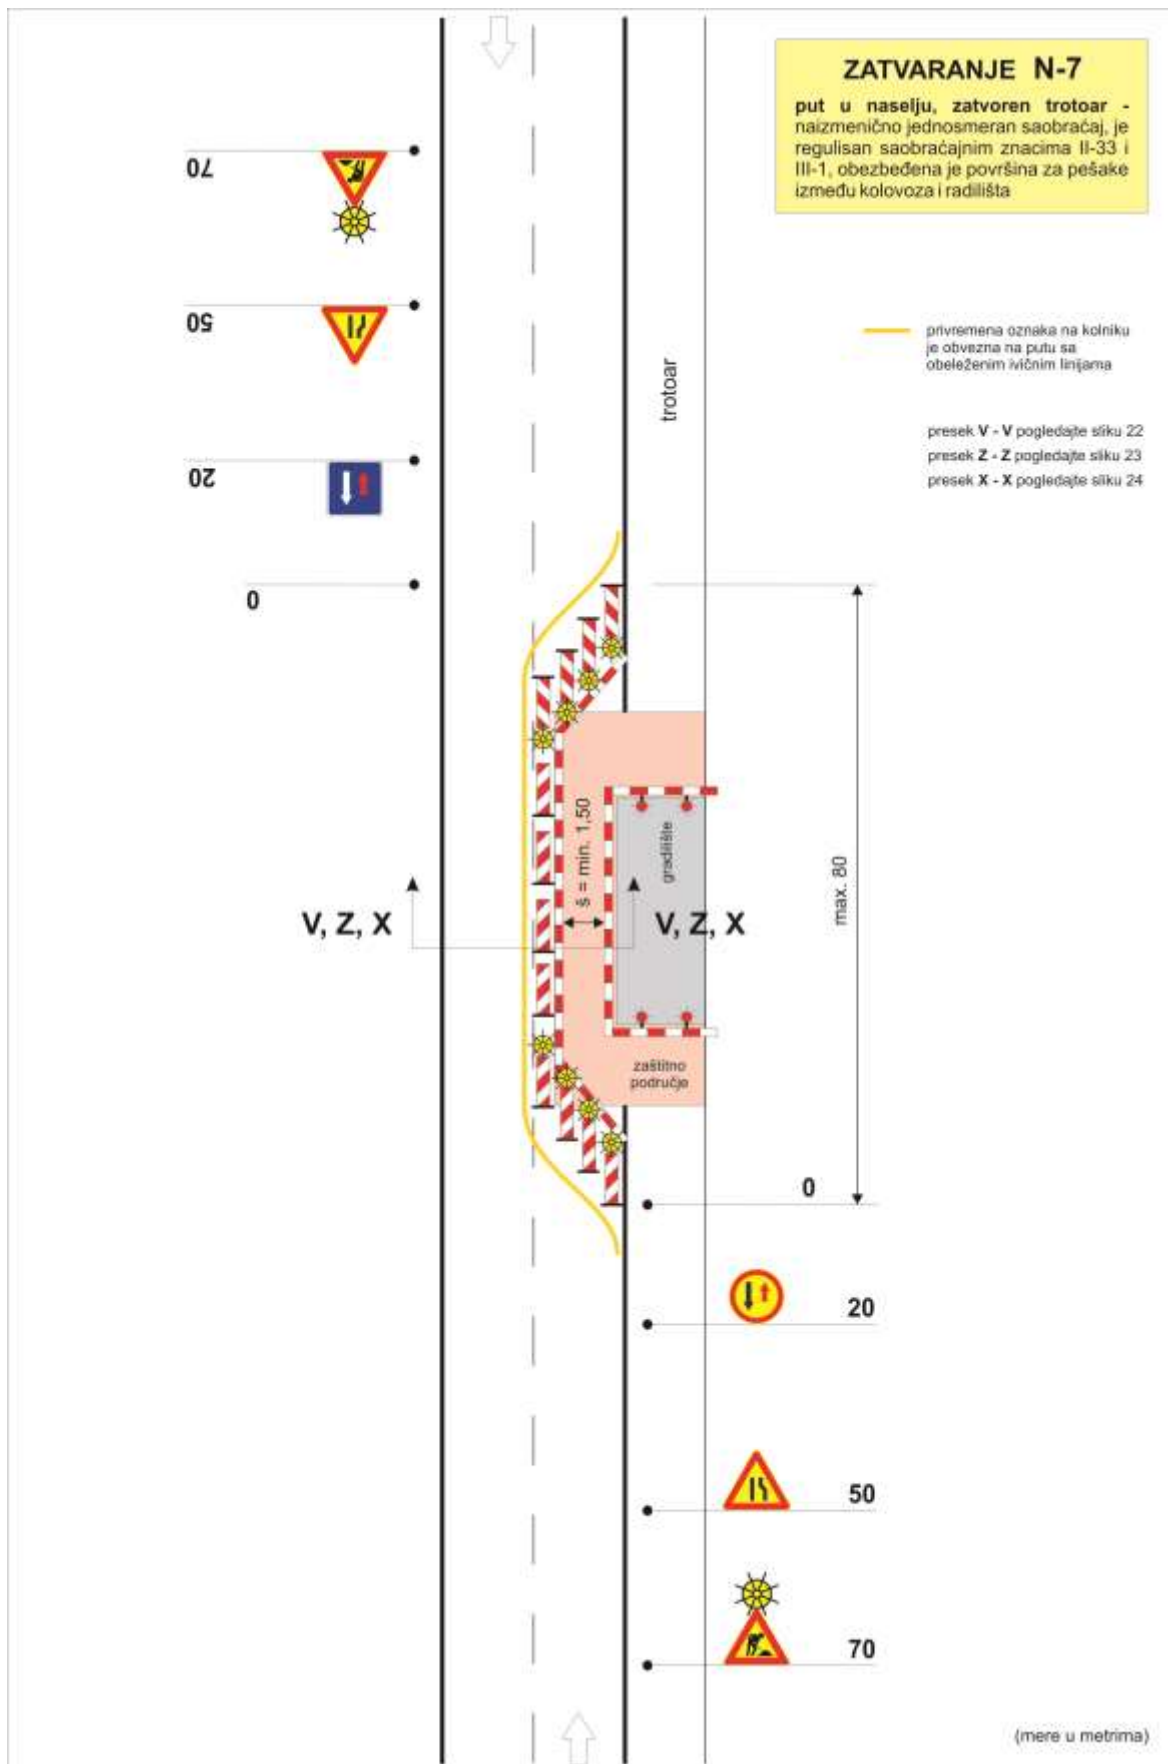 ZATVARANJE N-7
put u naselju, zatvoren trotoar -
naizmenično jednosmeran saobraćaj, je
regulisan saobraćajnim znacima II-33 i
III-1, obezbeđena je površina za pešake
između kolovoza i radilišta
70
50
20
0
trotoar
privremena oznaka na kolniku
je obvezna na putu sa
obeleženim ivičnim linijama
presek V - V pogledajte sliku 22
presek Z - Z pogledajte sliku 23
presek X - X pogledajte sliku 24
š = min. 1,50
gradilište
max. 80
V, Z, X
V, Z, X
zaštitno
područje
0
20
50
70
(mere u metrima)